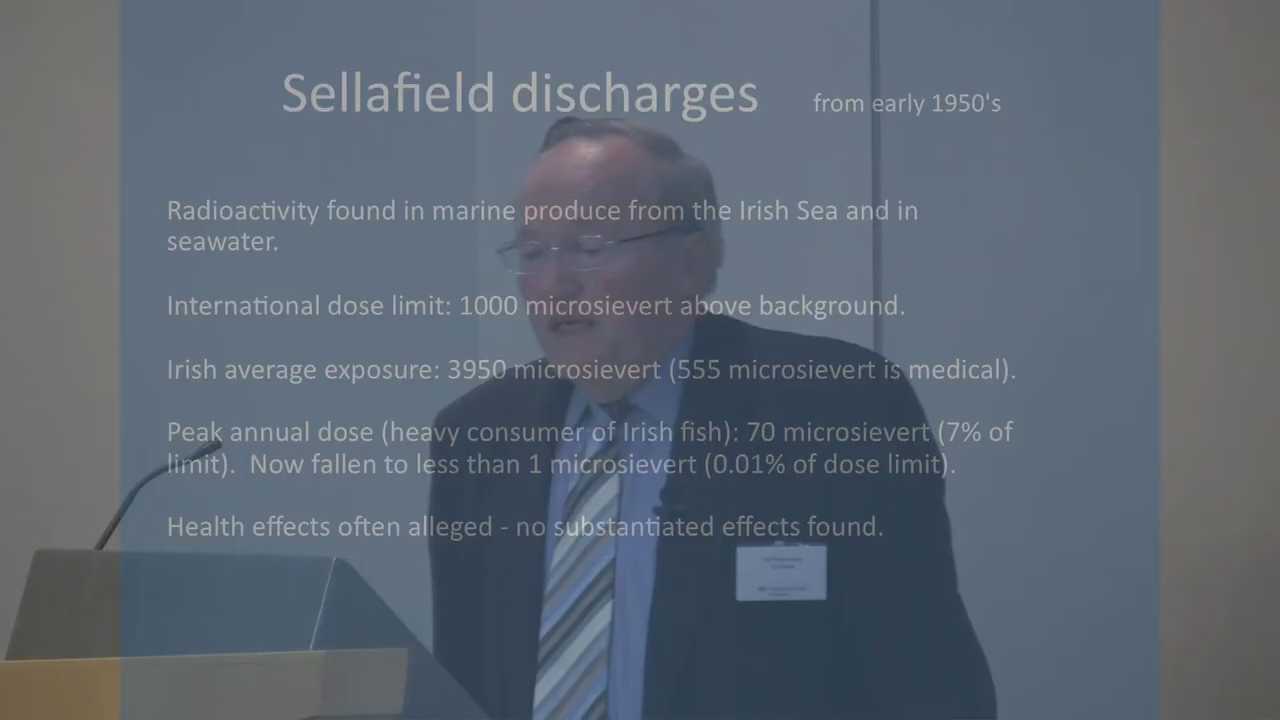 Sellafield discharges from early 1950's
Radioactivity found in marine produce from the Irish Sea and in
seawater.
International dose limit: 1000 microsievert above background.
Irish average exposure: 3950 microsievert (555 microsievert is medical).
Peak annual dose (heavy consumer of Irish fish): 70 microsievert (7% of
limit). Now fallen to less than 1 microsievert (0.01% of dose limit).
Health effects often alleged - no substantiated effects found.